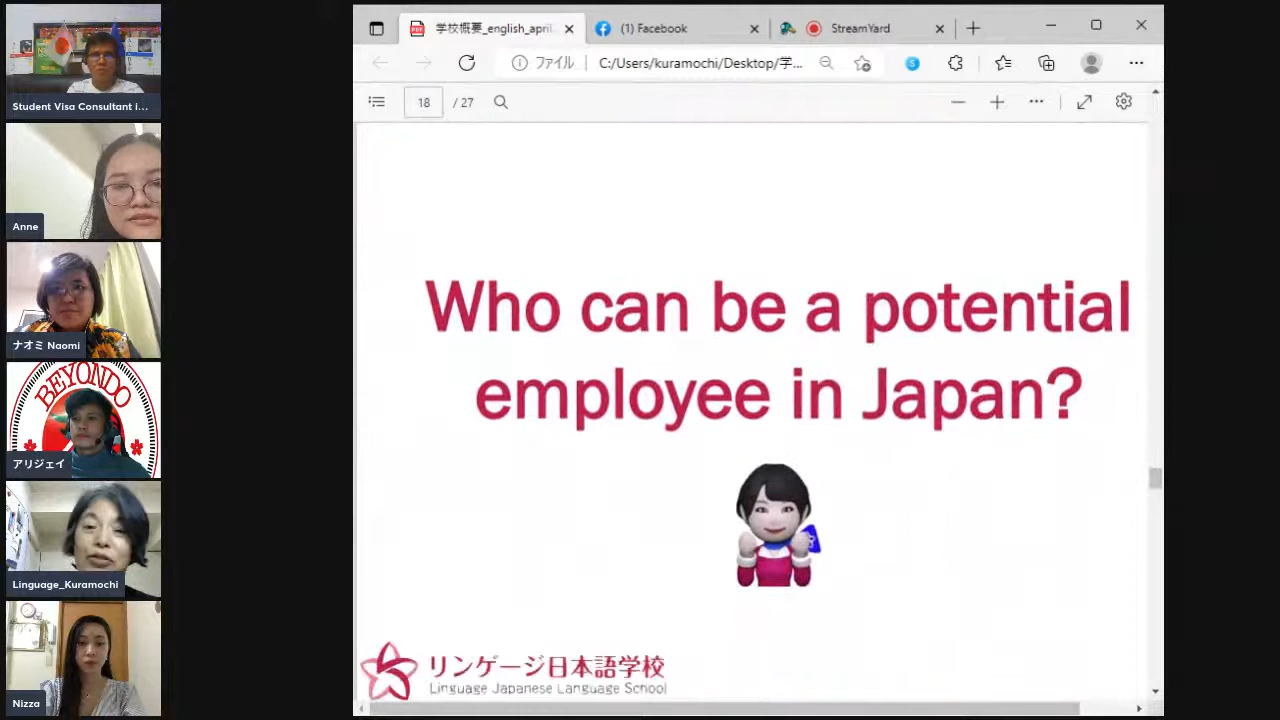 Student Visa Consultant i...
Anne
ナオミ Naomi
BEYONDO
アリジェイ
Linguage_Kuramochi
Nizza
学校概要_english_april
(1) Facebook
StreamYard
ファイル
C:/Users/kuramochi/Desktop/学...
18 / 27
Who can be a potential
employee in Japan?
リンゲージ日本語学校
Linguage Japanese Language School